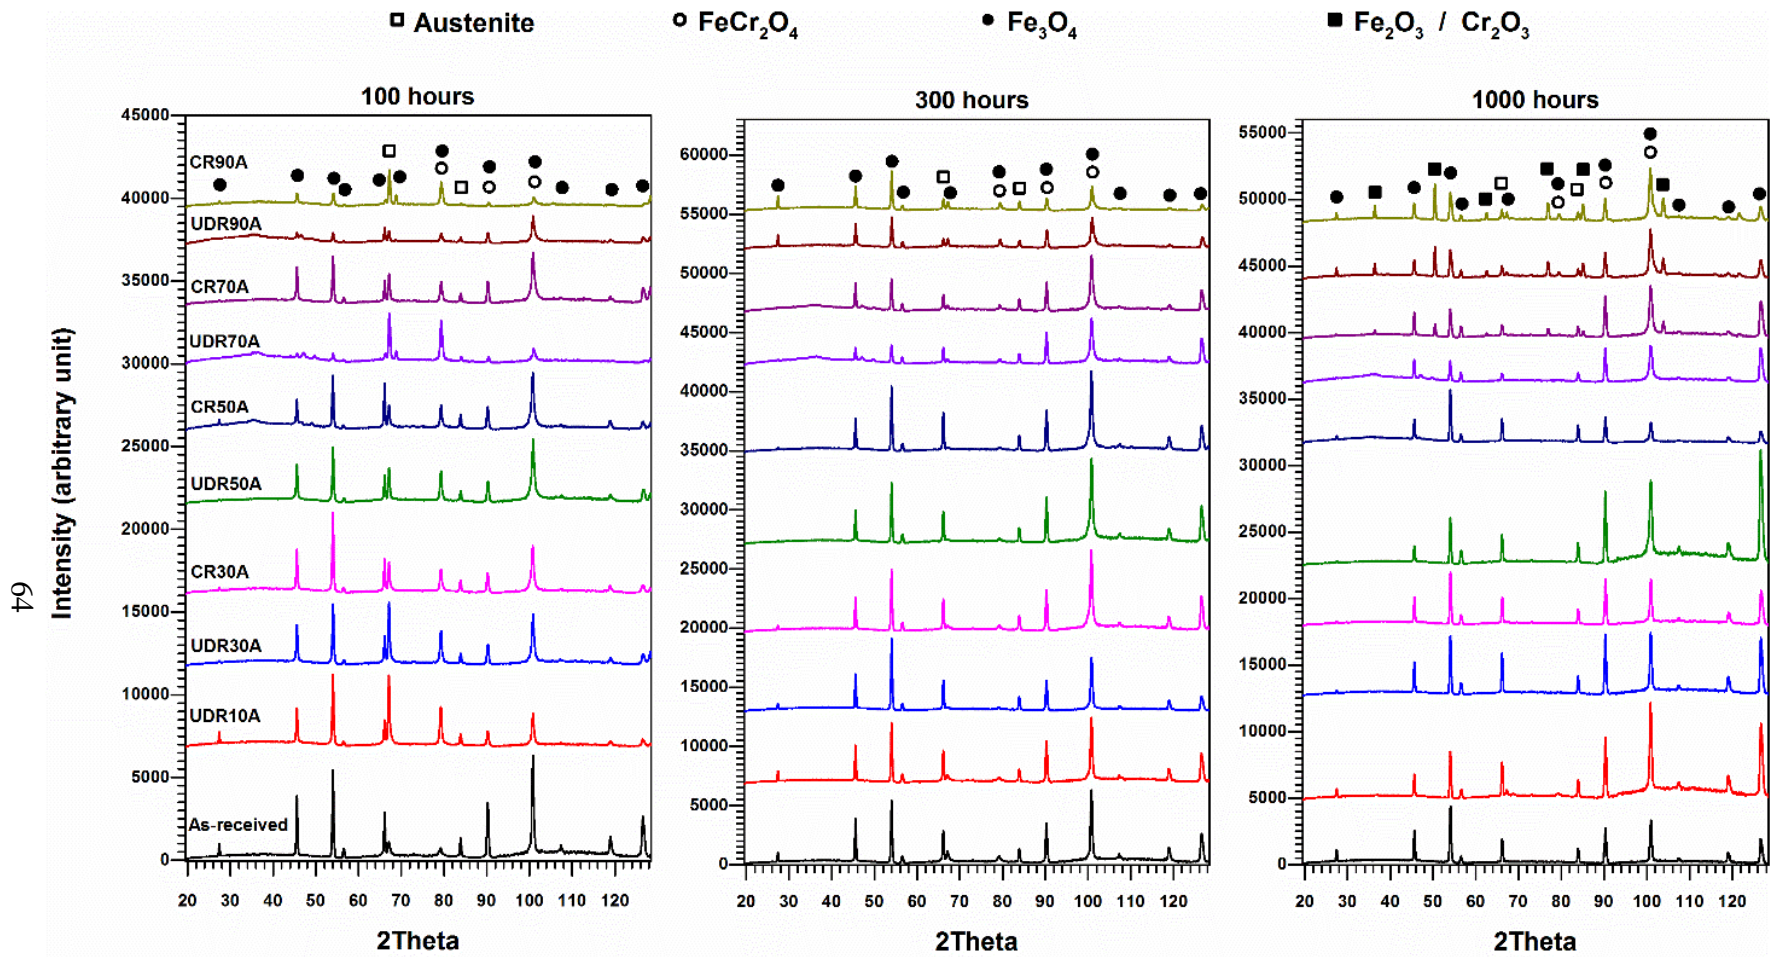 Austenite FeCr₂O₄ Fe₃O₄ Fe₂O₃ / Cr₂O₃
100 hours
300 hours
1000 hours
Intensity (arbitrary unit)
64
45000
40000
35000
30000
25000
20000
15000
10000
5000
0
CR90A
UDR90A
CR70A
UDR70A
CR50A
UDR50A
CR30A
UDR30A
UDR10A
As-received
20 30 40 50 60 70 80 90 100 110 120
2Theta
60000
55000
50000
45000
40000
35000
30000
25000
20000
15000
10000
5000
0
20 30 40 50 60 70 80 90 100 110 120
2Theta
55000
50000
45000
40000
35000
30000
25000
20000
15000
10000
5000
0
20 30 40 50 60 70 80 90 100 110 120
2Theta